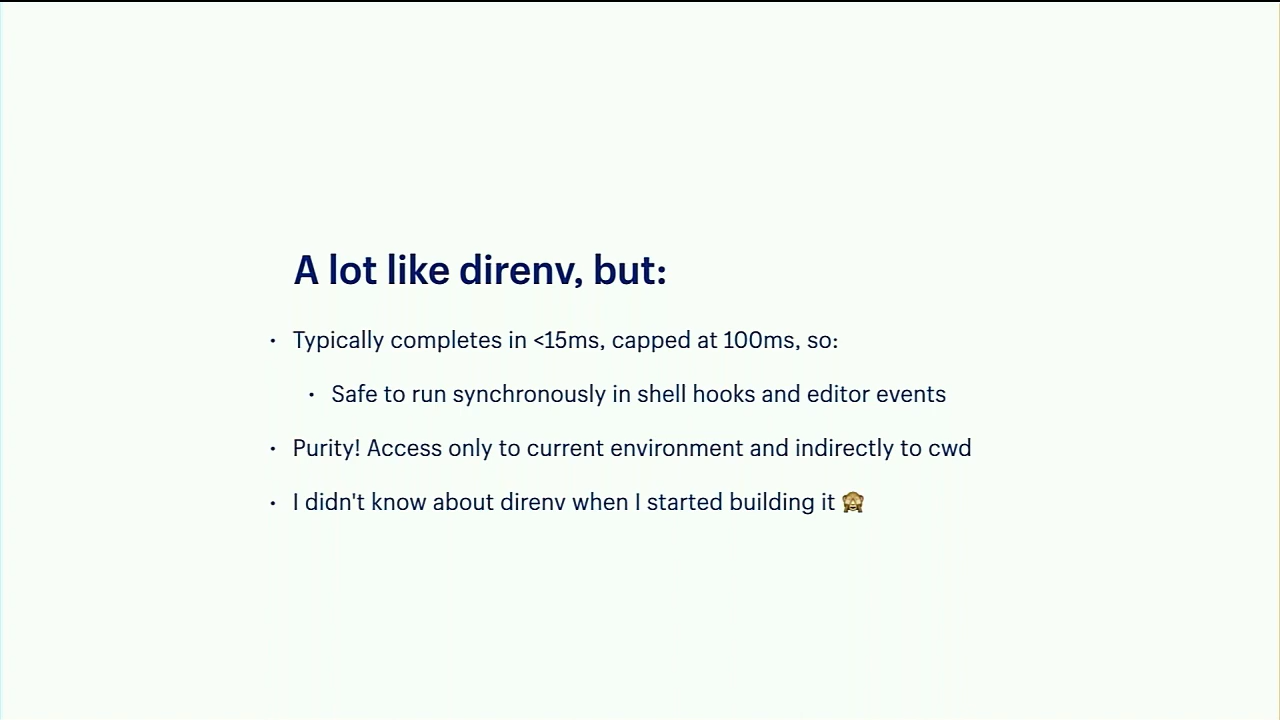 A lot like direnv, but:
• Typically completes in <15ms, capped at 100ms, so:
• Safe to run synchronously in shell hooks and editor events
• Purity! Access only to current environment and indirectly to cwd
• I didn't know about direnv when I started building it 🙈